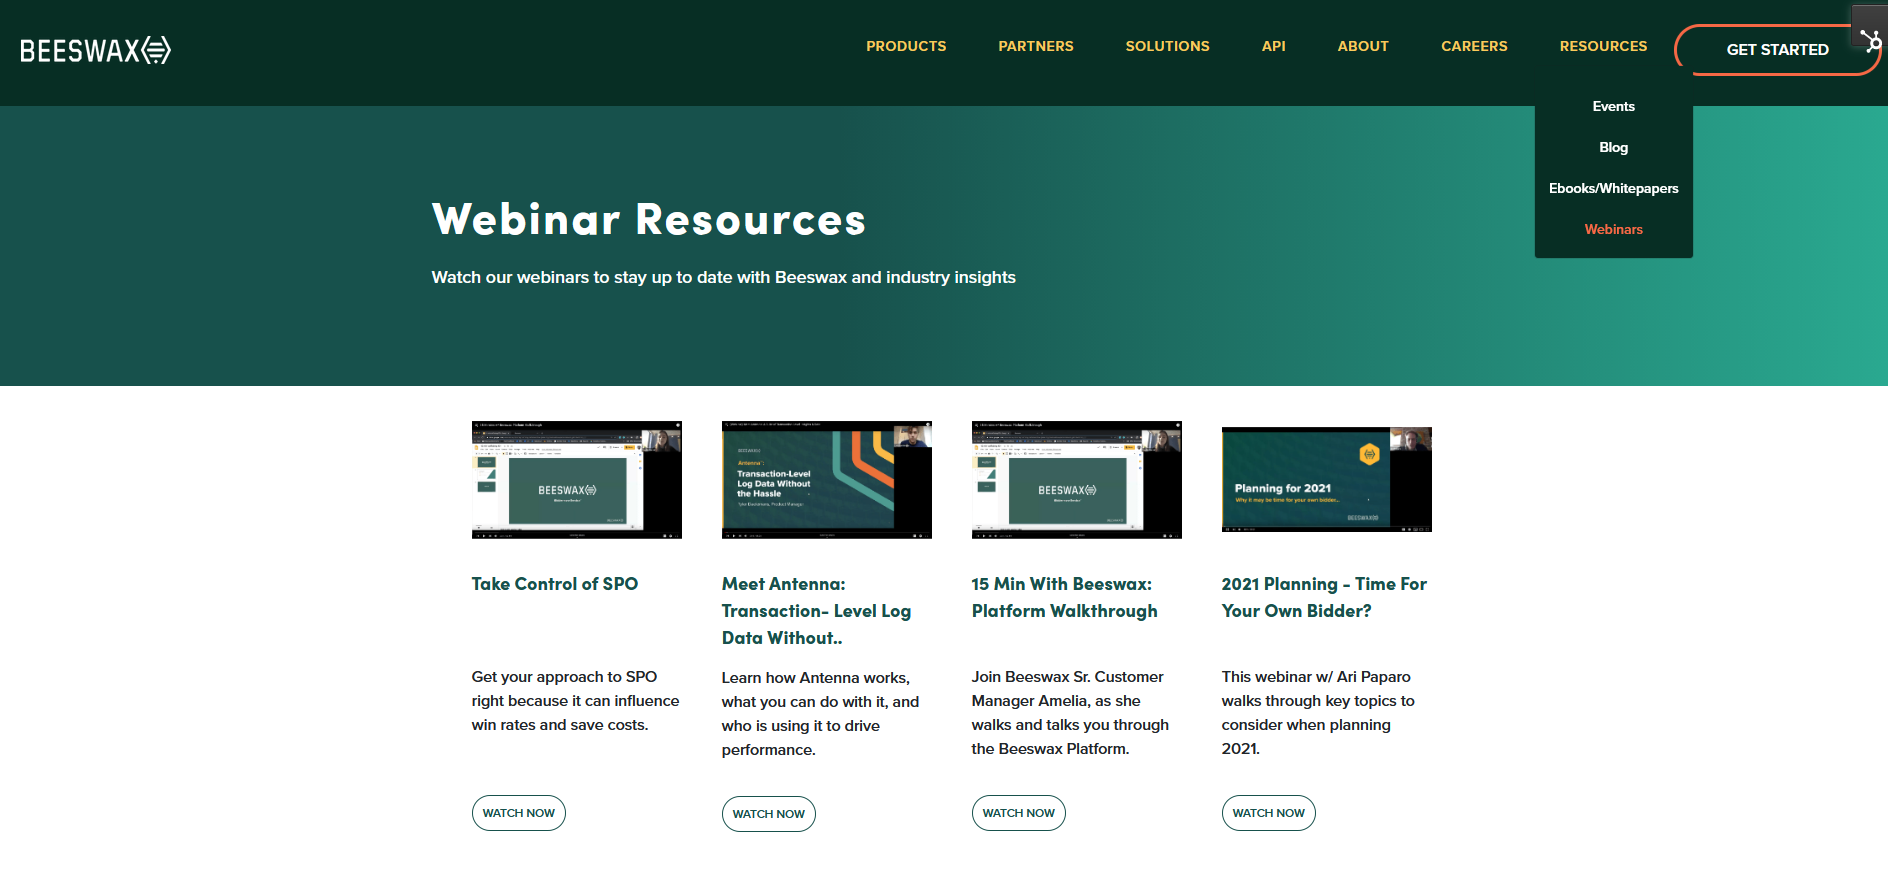 BEESWAX
PRODUCTS
PARTNERS
SOLUTIONS
API
ABOUT
CAREERS
RESOURCES
GET STARTED
Events
Blog
Ebooks/Whitepapers
Webinars
Webinar Resources
Watch our webinars to stay up to date with Beeswax and industry insights
BEESWAX
BEESWAX
Antenna
Transaction-Level
Log Data Without
the Hassle
BEESWAX
Planning for 2021
Why it may be time for your own bidder...
BEESWAX
Take Control of SPO
Get your approach to SPO
right because it can influence
win rates and save costs.
WATCH NOW
Meet Antenna:
Transaction- Level Log
Data Without..
Learn how Antenna works,
what you can do with it, and
who is using it to drive
performance.
WATCH NOW
15 Min With Beeswax:
Platform Walkthrough
Join Beeswax Sr. Customer
Manager Amelia, as she
walks and talks you through
the Beeswax Platform.
WATCH NOW
2021 Planning - Time For
Your Own Bidder?
This webinar w/ Ari Paparo
walks through key topics to
consider when planning
2021.
WATCH NOW